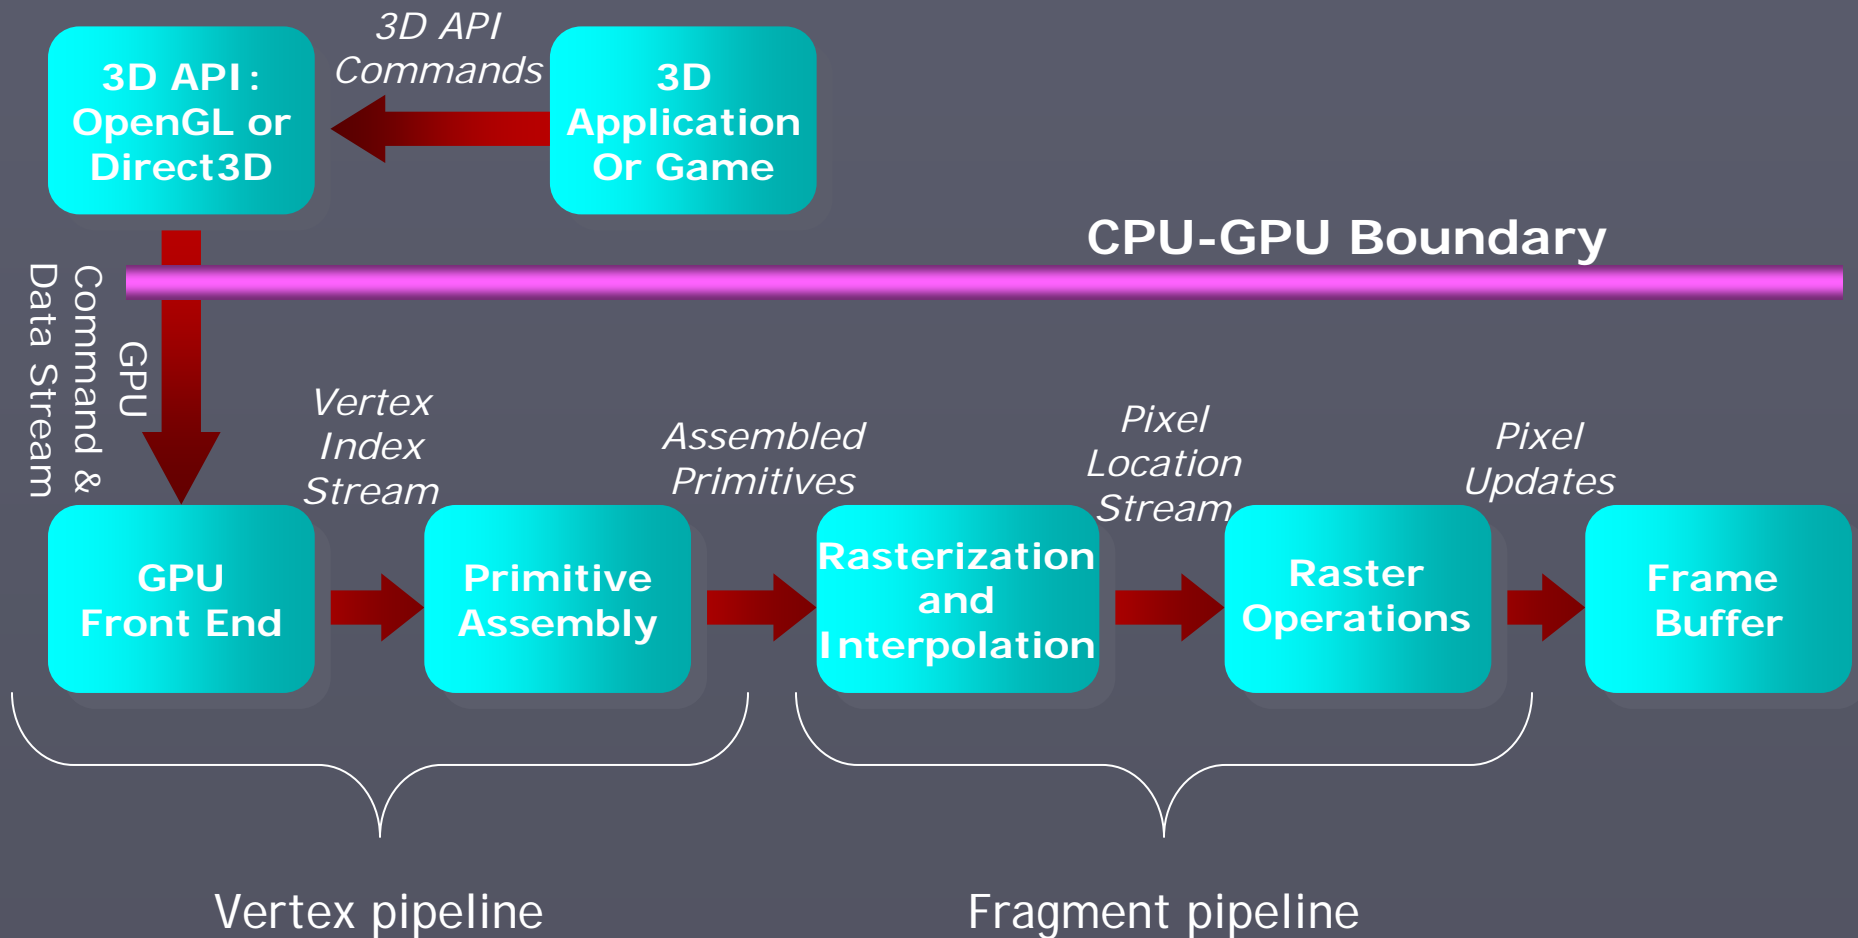 3D API
Commands
3D API:
OpenGL or
Direct3D
3D
Application
Or Game
CPU-GPU Boundary
GPU
Command &
Data Stream
Vertex
Index
Stream
Assembled
Primitives
Pixel
Location
Stream
Pixel
Updates
GPU
Front End
Primitive
Assembly
Rasterization
and
Interpolation
Raster
Operations
Frame
Buffer
Vertex pipeline
Fragment pipeline